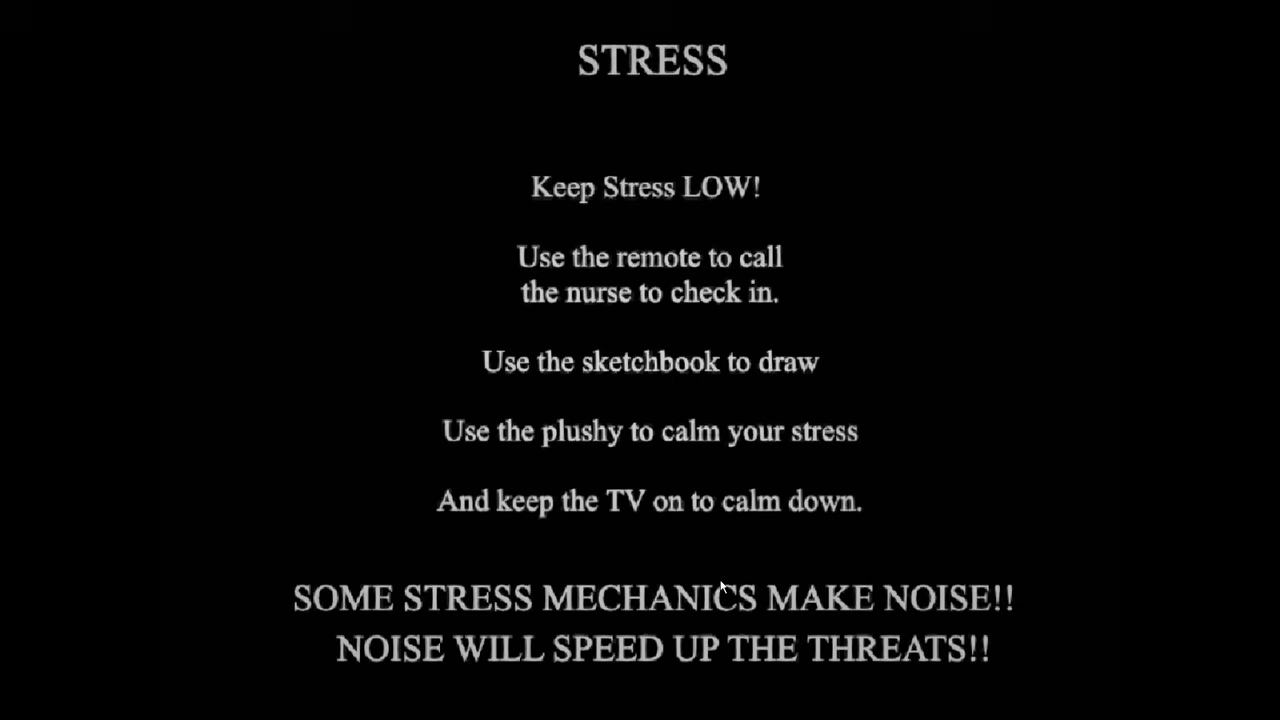 STRESS
Keep Stress LOW!
Use the remote to call
the nurse to check in.
Use the sketchbook to draw
Use the plushy to calm your stress
And keep the TV on to calm down.
SOME STRESS MECHANICS MAKE NOISE!!
NOISE WILL SPEED UP THE THREATS!!